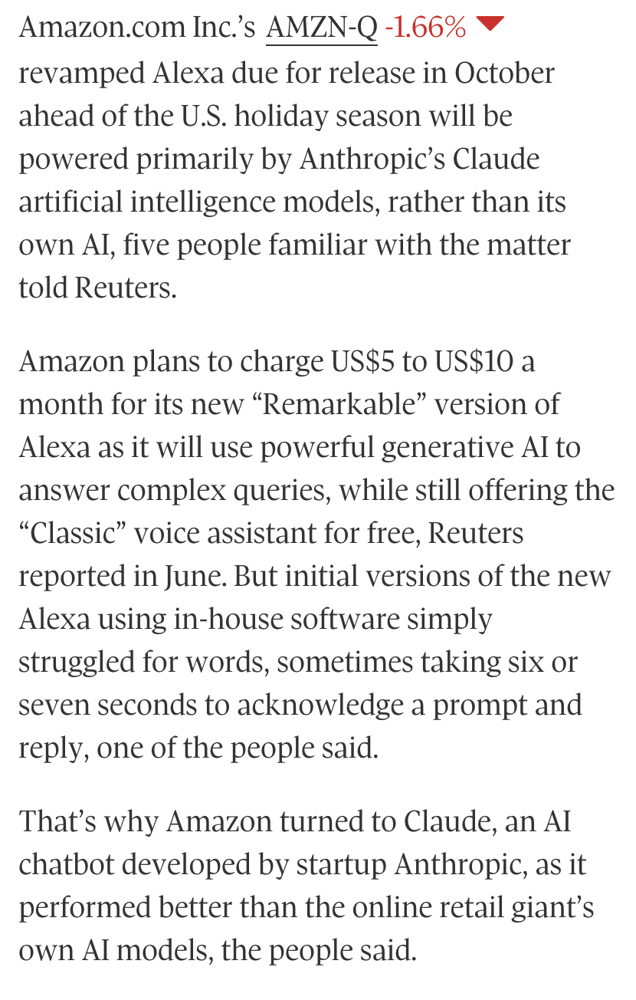 Amazon.com Inc.’s AMZN-Q -1.66%
revamped Alexa due for release in October
ahead of the U.S. holiday season will be
powered primarily by Anthropic’s Claude
artificial intelligence models, rather than its
own AI, five people familiar with the matter
told Reuters.
Amazon plans to charge US$5 to US$10 a
month for its new “Remarkable” version of
Alexa as it will use powerful generative AI to
answer complex queries, while still offering the
“Classic” voice assistant for free, Reuters
reported in June. But initial versions of the new
Alexa using in-house software simply
struggled for words, sometimes taking six or
seven seconds to acknowledge a prompt and
reply, one of the people said.
That’s why Amazon turned to Claude, an AI
chatbot developed by startup Anthropic, as it
performed better than the online retail giant’s
own AI models, the people said.